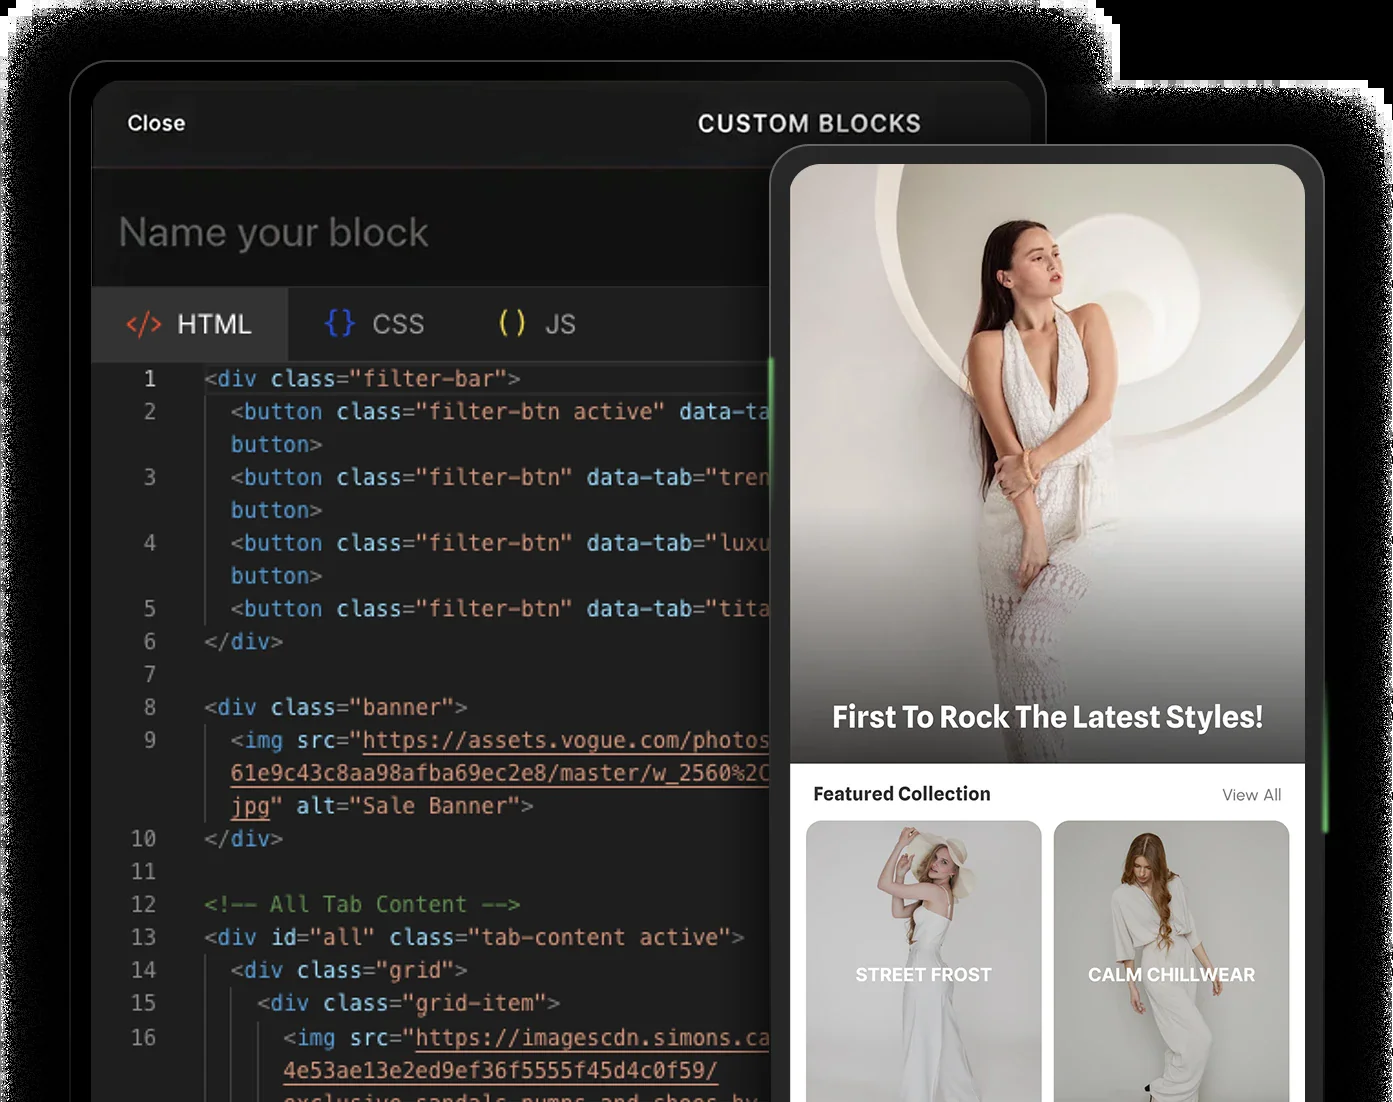 Close
CUSTOM BLOCKS
Name your block
</> HTML
{} CSS
() JS
1 <div class="filter-bar">
2 <button class="filter-btn active" data-ta
button>
3 <button class="filter-btn" data-tab="tren
button>
4 <button class="filter-btn" data-tab="luxu
button>
5 <button class="filter-btn" data-tab="tita
6 </div>
7
8 <div class="banner">
9 <img src="https://assets.vogue.com/photos
61e9c43c8aa98afba69ec2e8/master/w_2560%2C
jpg" alt="Sale Banner">
10 </div>
11
12 <!-- All Tab Content -->
13 <div id="all" class="tab-content active">
14 <div class="grid">
15 <div class="grid-item">
16 <img src="https://imagescdn.simons.ca
4e53ae13e2ed9ef36f5555f45d4c0f59/
exclusive-sandals-pumps-and-shoes-by-
First To Rock The Latest Styles!
Featured Collection
View All
STREET FROST
CALM CHILLWEAR